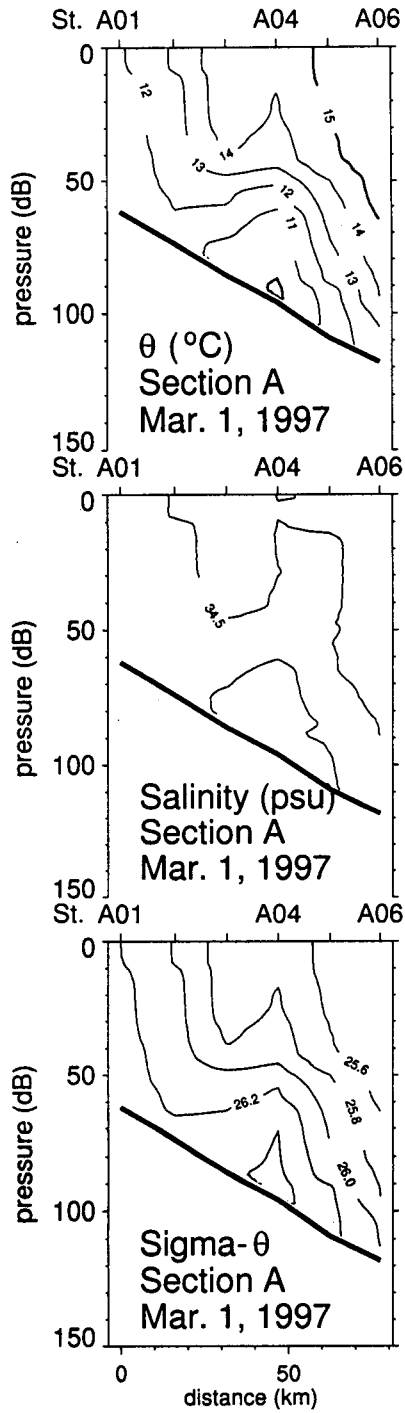 St. A01 A04 A06
0
50
100
150
pressure (dB)
12
13
14
15
12
11
14
13
θ (°C)
Section A
Mar. 1, 1997
St. A01 A04 A06
0
50
100
150
pressure (dB)
34.5
Salinity (psu)
Section A
Mar. 1, 1997
St. A01 A04 A06
0
50
100
150
pressure (dB)
26.2
25.6
25.8
26.0
Sigma-θ
Section A
Mar. 1, 1997
0 50
distance (km)